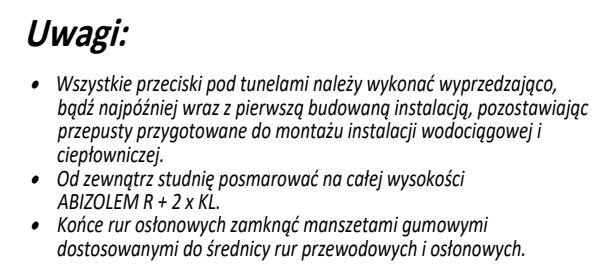 Uwagi:
• Wszystkie przeciski pod tunelami należy wykonać wyprzedzająco,
bądź najpóźniej wraz z pierwszą budowaną instalacją, pozostawiając
przepusty przygotowane do montażu instalacji wodociągowej i
ciepłowniczej.
• Od zewnątrz studnię posmarować na całej wysokości
ABIZOLEM R + 2 x KL.
• Końce rur osłonowych zamknąć manszetami gumowymi
dostosowanymi do średnicy rur przewodowych i osłonowych.